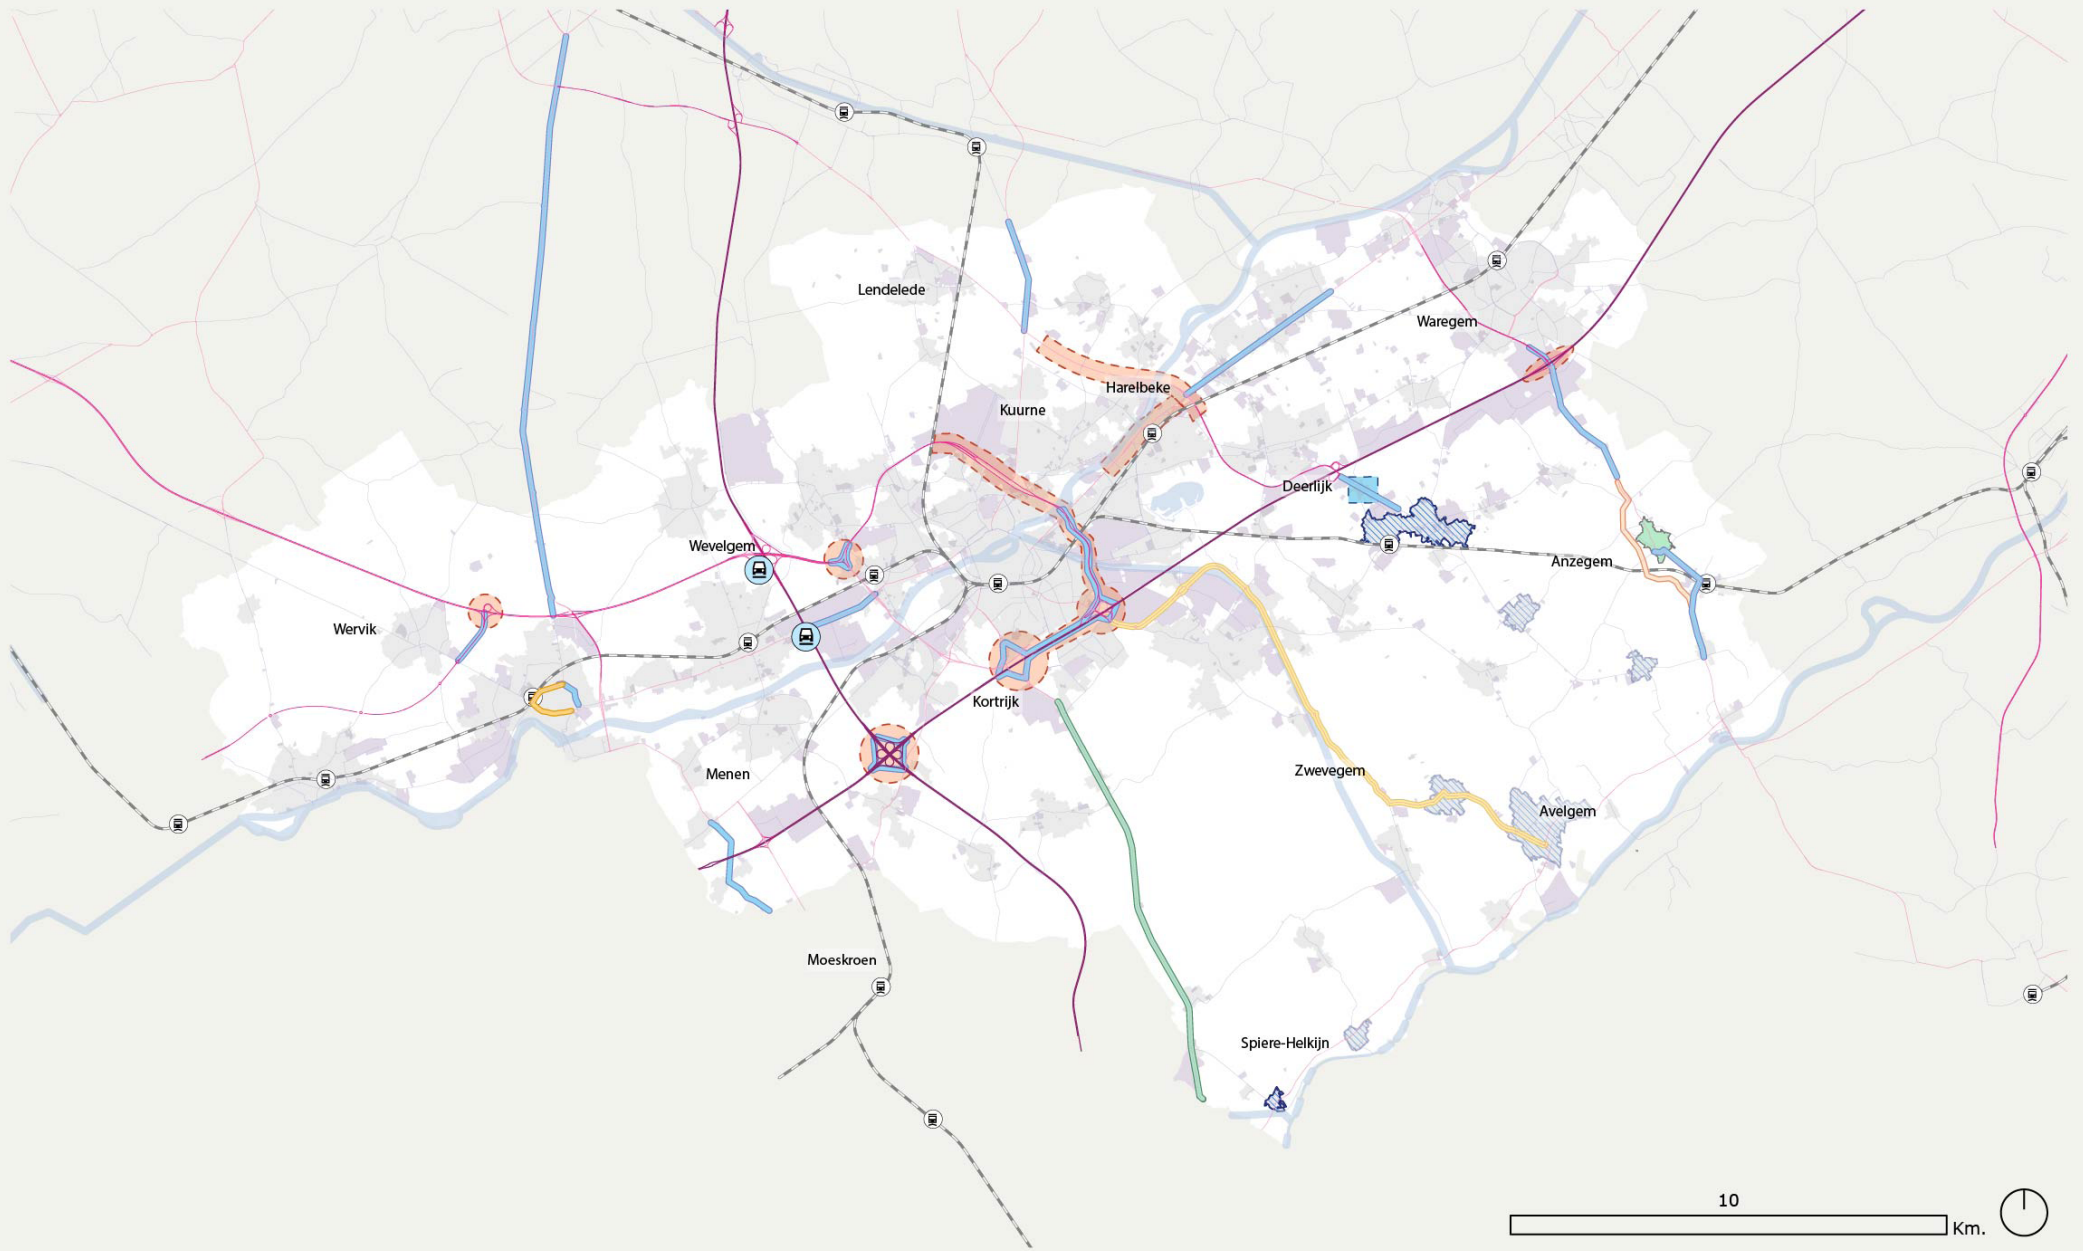 Lendelede
Waregem
Harelbeke
Kuurne
Deerlijk
Wevelgem
Anzegem
Wervik
Kortrijk
Menen
Zwevegem
Avelgem
Moeskroen
Spiere-Helkijn
10
Km.